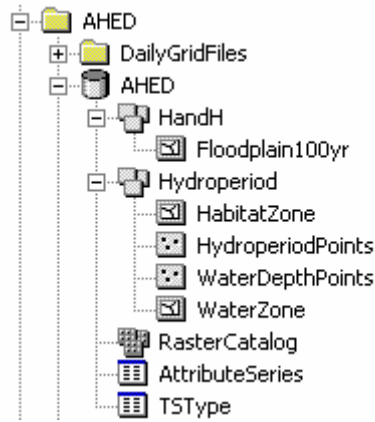 AHED
DailyGridFiles
AHED
HandH
Floodplain100yr
Hydroperiod
HabitatZone
HydroperiodPoints
WaterDepthPoints
WaterZone
RasterCatalog
AttributeSeries
TSType